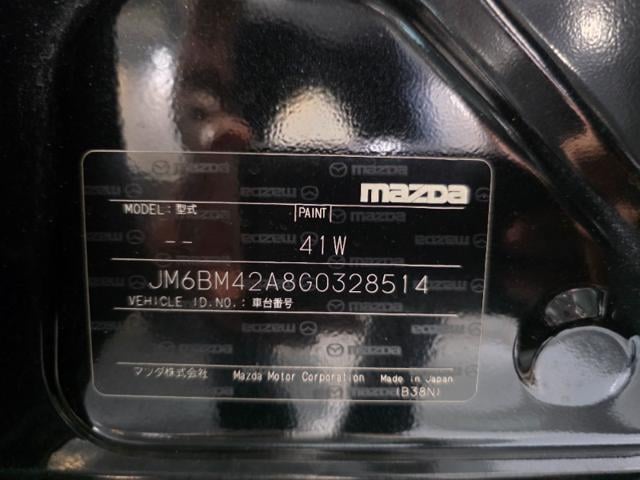 mazda
MODEL: 型式 PAINT
-- 41W
JM6BM42A8G0328514
VEHICLE ID.NO.: 車台番号
マツダ株式会社 Mazda Motor Corporation Made in Japan
(B38N)